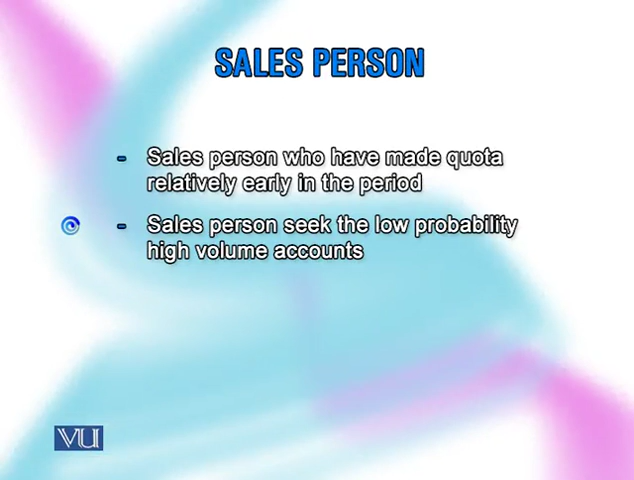 SALES PERSON
- Sales person who have made quota
relatively early in the period
- Sales person seek the low probability
high volume accounts
VU